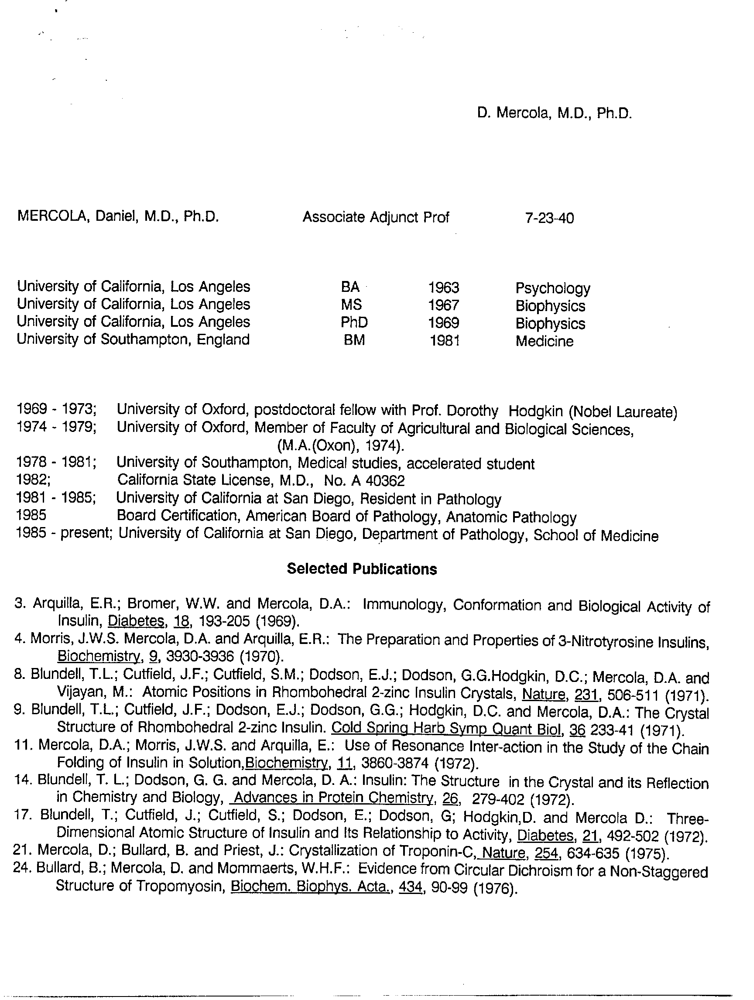 D. Mercola, M.D., Ph.D.
MERCOLA, Daniel, M.D., Ph.D. Associate Adjunct Prof 7-23-40
University of California, Los Angeles BA 1963 Psychology
University of California, Los Angeles MS 1967 Biophysics
University of California, Los Angeles PhD 1969 Biophysics
University of Southampton, England BM 1981 Medicine
1969 - 1973; University of Oxford, postdoctoral fellow with Prof. Dorothy Hodgkin (Nobel Laureate)
1974 - 1979; University of Oxford, Member of Faculty of Agricultural and Biological Sciences,
(M.A.(Oxon), 1974).
1978 - 1981; University of Southampton, Medical studies, accelerated student
1982; California State License, M.D., No. A 40362
1981 - 1985; University of California at San Diego, Resident in Pathology
1985 Board Certification, American Board of Pathology, Anatomic Pathology
1985 - present; University of California at San Diego, Department of Pathology, School of Medicine
Selected Publications
3. Arquilla, E.R.; Bromer, W.W. and Mercola, D.A.: Immunology, Conformation and Biological Activity of
Insulin, Diabetes, 18, 193-205 (1969).
4. Morris, J.W.S. Mercola, D.A. and Arquilla, E.R.: The Preparation and Properties of 3-Nitrotyrosine Insulins,
Biochemistry, 9, 3930-3936 (1970).
8. Blundell, T.L.; Cutfield, J.F.; Cutfield, S.M.; Dodson, E.J.; Dodson, G.G.Hodgkin, D.C.; Mercola, D.A. and
Vijayan, M.: Atomic Positions in Rhombohedral 2-zinc Insulin Crystals, Nature, 231, 506-511 (1971).
9. Blundell, T.L.; Cutfield, J.F.; Dodson, E.J.; Dodson, G.G.; Hodgkin, D.C. and Mercola, D.A.: The Crystal
Structure of Rhombohedral 2-zinc Insulin. Cold Spring Harb Symp Quant Biol, 36 233-41 (1971).
11. Mercola, D.A.; Morris, J.W.S. and Arquilla, E.: Use of Resonance Inter-action in the Study of the Chain
Folding of Insulin in Solution,Biochemistry, 11, 3860-3874 (1972).
14. Blundell, T. L.; Dodson, G. G. and Mercola, D. A.: Insulin: The Structure in the Crystal and its Reflection
in Chemistry and Biology, Advances in Protein Chemistry, 26, 279-402 (1972).
17. Blundell, T.; Cutfield, J.; Cutfield, S.; Dodson, E.; Dodson, G; Hodgkin,D. and Mercola D.: Three-
Dimensional Atomic Structure of Insulin and Its Relationship to Activity, Diabetes, 21, 492-502 (1972).
21. Mercola, D.; Bullard, B. and Priest, J.: Crystallization of Troponin-C, Nature, 254, 634-635 (1975).
24. Bullard, B.; Mercola, D. and Mommaerts, W.H.F.: Evidence from Circular Dichroism for a Non-Staggered
Structure of Tropomyosin, Biochem. Biophys. Acta., 434, 90-99 (1976).